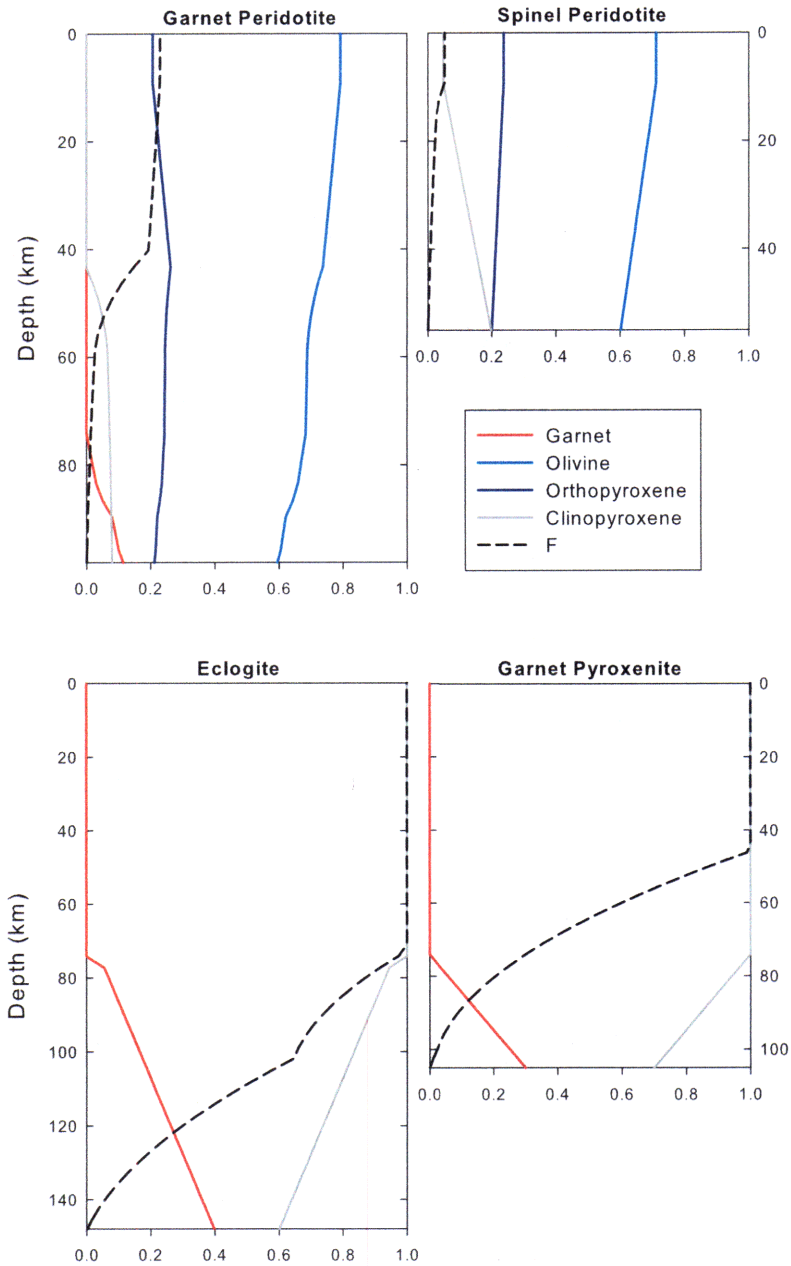 Garnet Peridotite
Spinel Peridotite
0
20
40
60
80
Depth (km)
0.0 0.2 0.4 0.6 0.8 1.0
0
20
40
0.0 0.2 0.4 0.6 0.8 1.0
Garnet
Olivine
Orthopyroxene
Clinopyroxene
F
Eclogite
Garnet Pyroxenite
0
20
40
60
80
100
120
140
Depth (km)
0.0 0.2 0.4 0.6 0.8 1.0
0
20
40
60
80
100
0.0 0.2 0.4 0.6 0.8 1.0